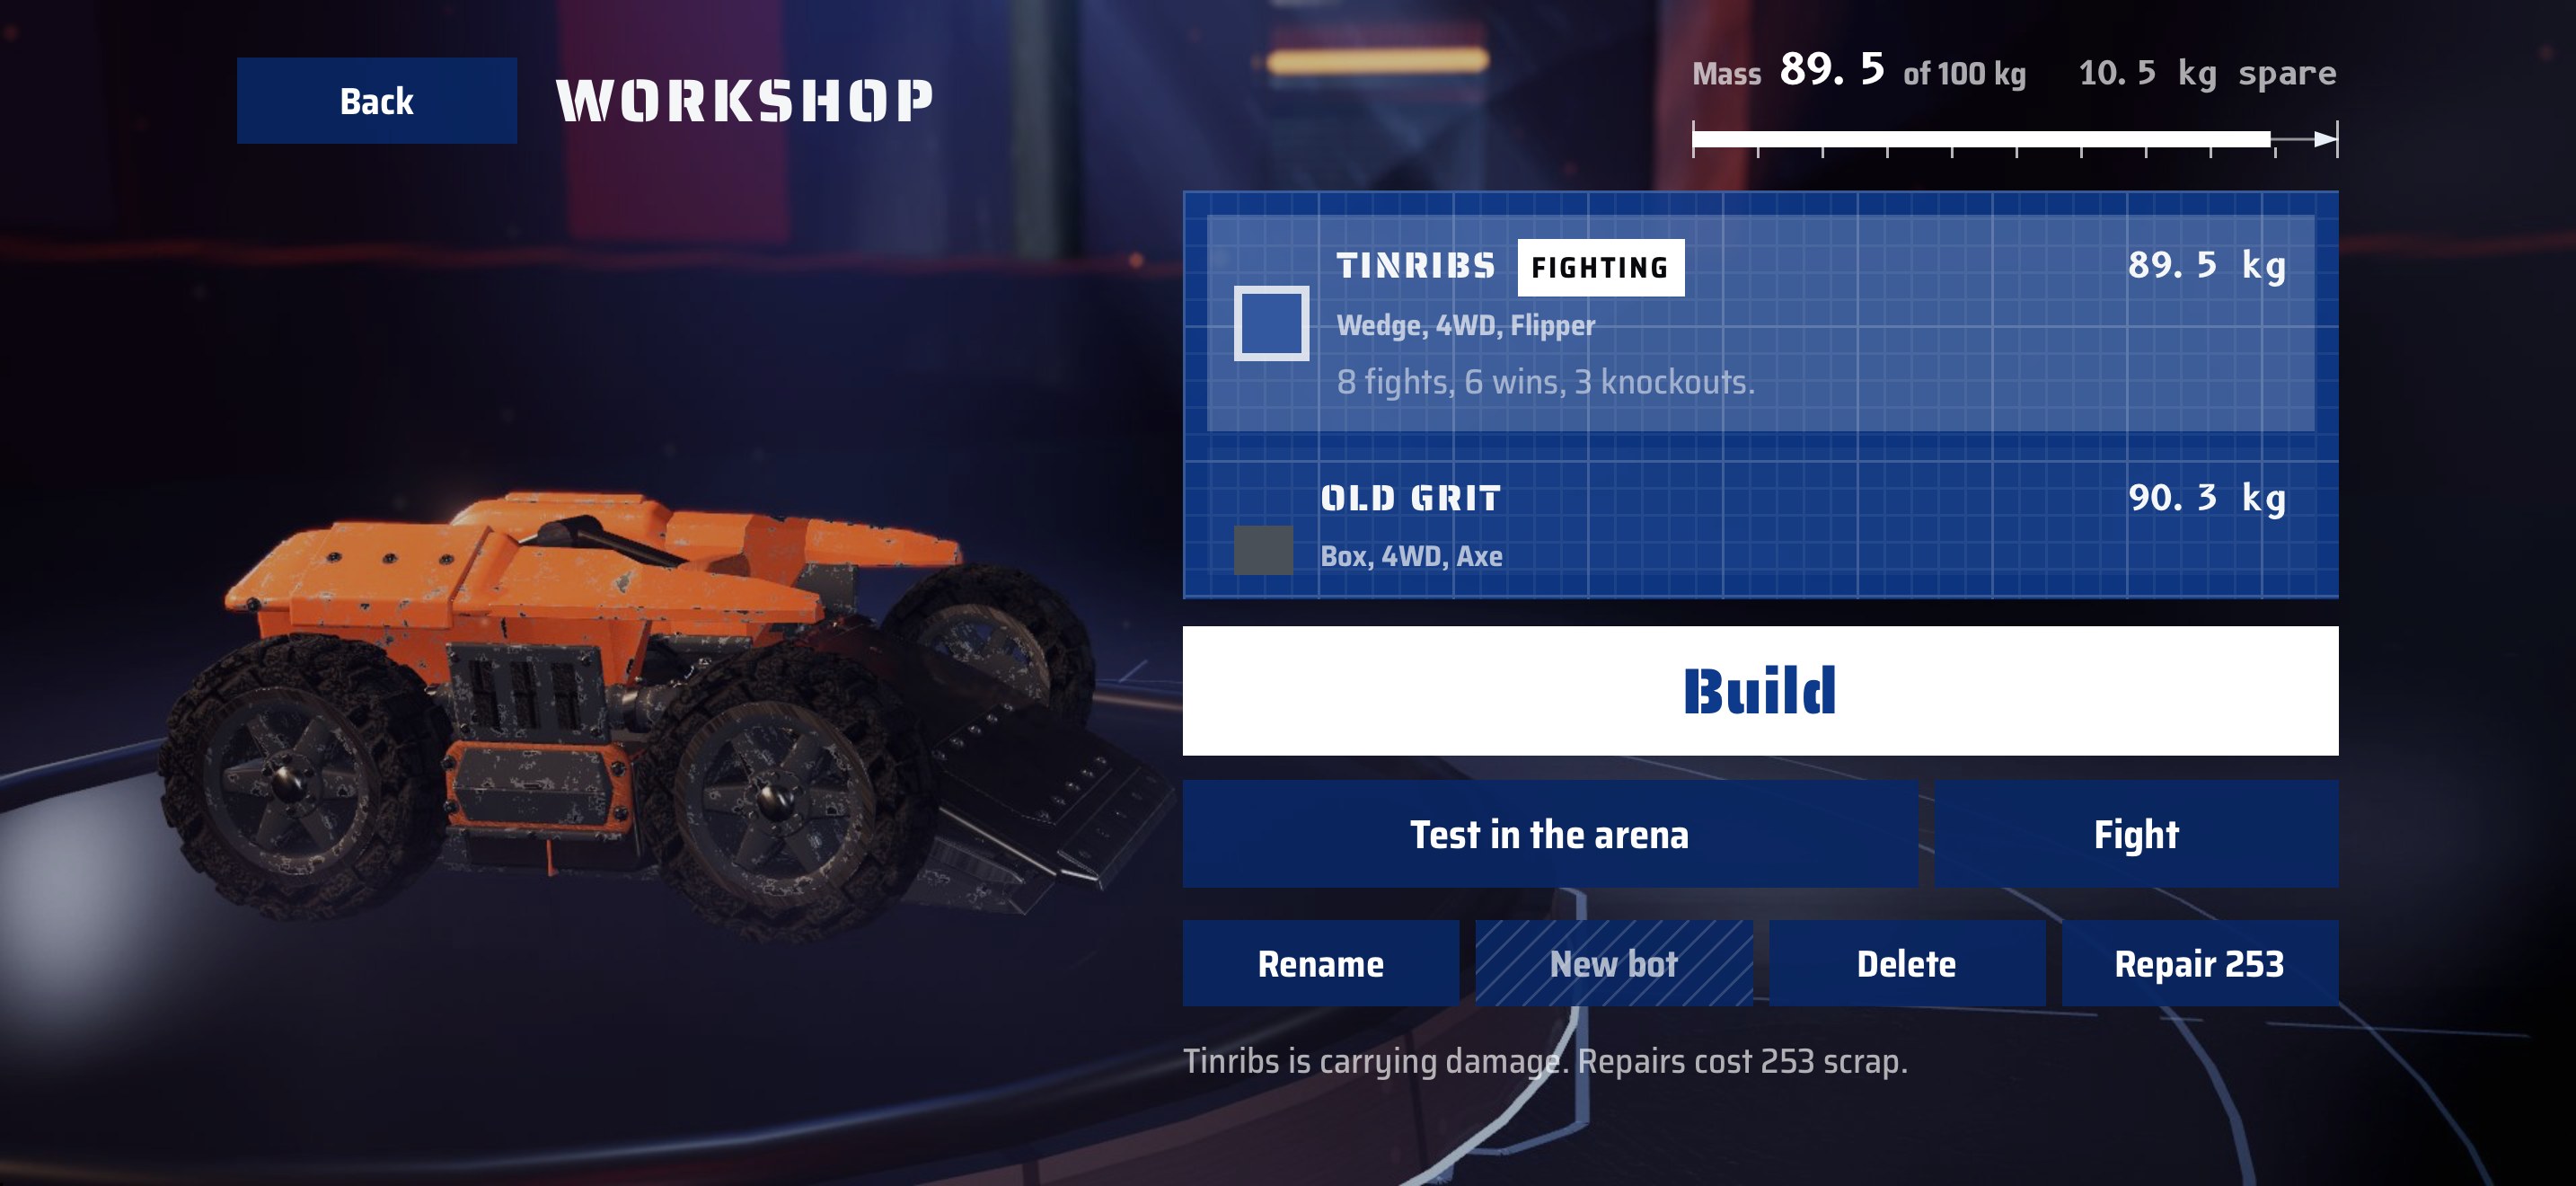 Back
WORKSHOP
Mass 89.5 of 100 kg 10.5 kg spare
TINRIBS FIGHTING 89.5 kg
Wedge, 4WD, Flipper
8 fights, 6 wins, 3 knockouts.
OLD GRIT 90.3 kg
Box, 4WD, Axe
Build
Test in the arena Fight
Rename New bot Delete Repair 253
Tinribs is carrying damage. Repairs cost 253 scrap.